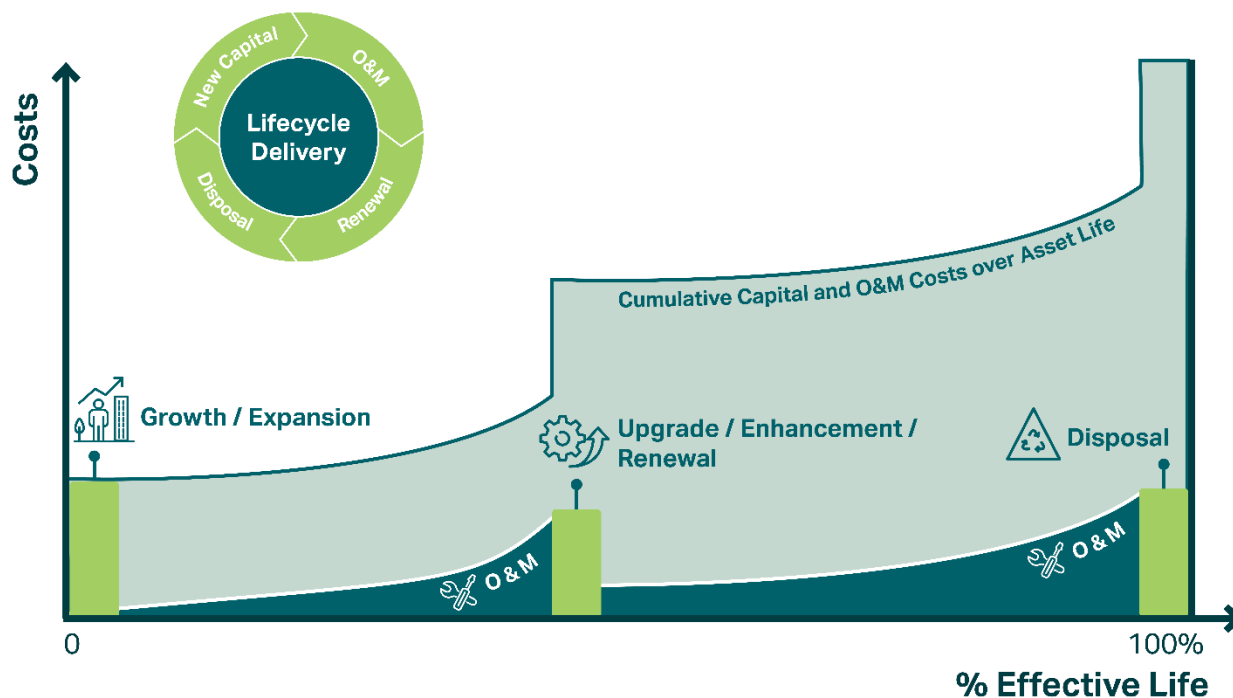 New Capital
O&M
Lifecycle
Delivery
Disposal
Renewal
Costs
Cumulative Capital and O&M Costs over Asset Life
Growth / Expansion
Upgrade / Enhancement /
Renewal
Disposal
O & M
O & M
0
100%
% Effective Life